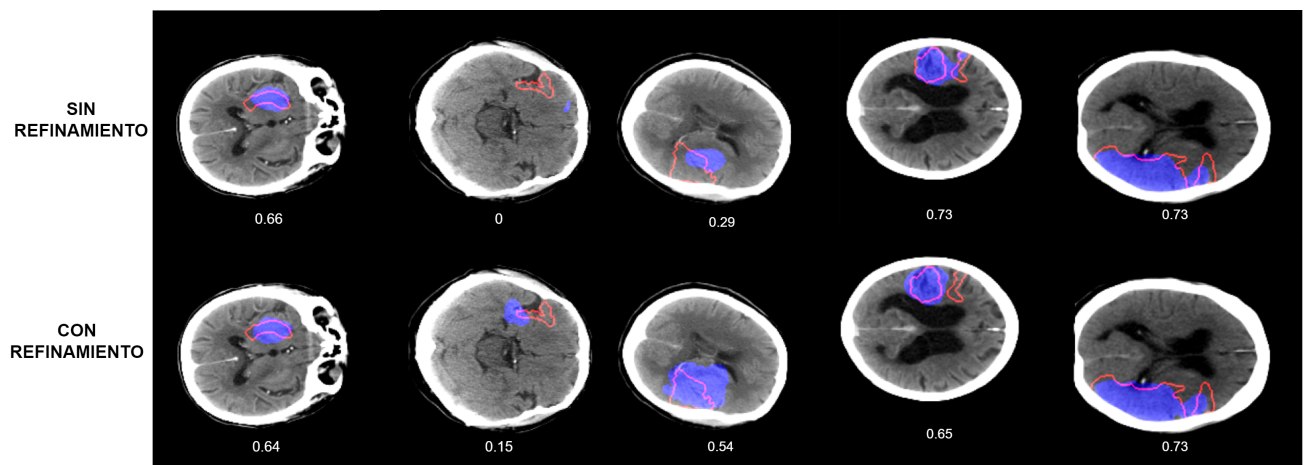 SIN
REFINAMIENTO
0.66
0
0.29
0.73
0.73
CON
REFINAMIENTO
0.64
0.15
0.54
0.65
0.73